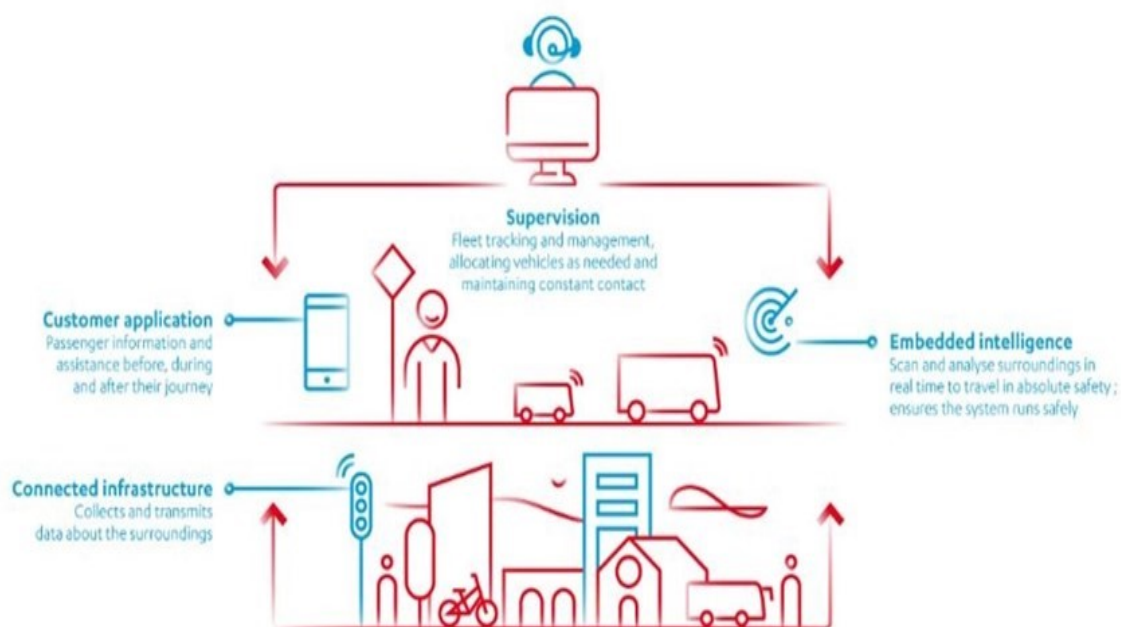 Supervision
Fleet tracking and management,
allocating vehicles as needed and
maintaining constant contact
Customer application
Passenger information and
assistance before, during
and after their journey
Embedded intelligence
Scan and analyse surroundings in
real time to travel in absolute safety ;
ensures the system runs safely
Connected infrastructure
Collects and transmits
data about the surroundings